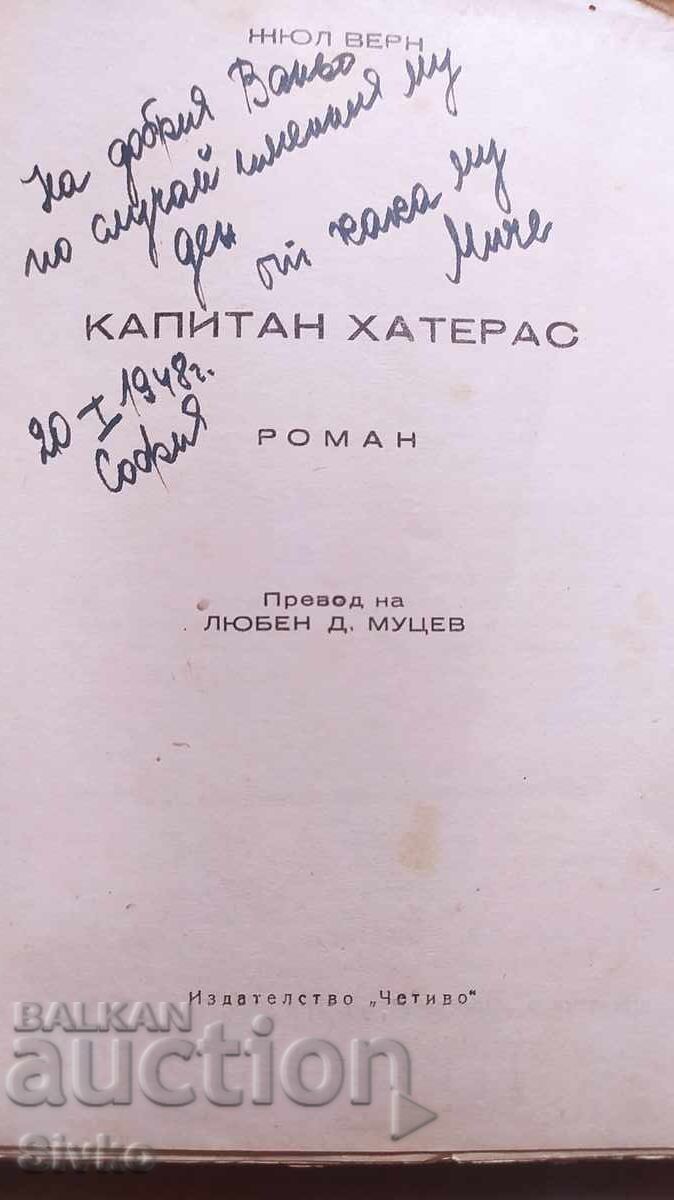 ЖЮЛ ВЕРН
На добрия Ваньо
по случай именния му
ден
от кака му
Миче
КАПИТАН ХАТЕРАС
20 I 1948 г.
София
РОМАН
Превод на
ЛЮБЕН Д. МУЦЕВ
Издателство „Четиво“
BALKAN
auction
Sivko